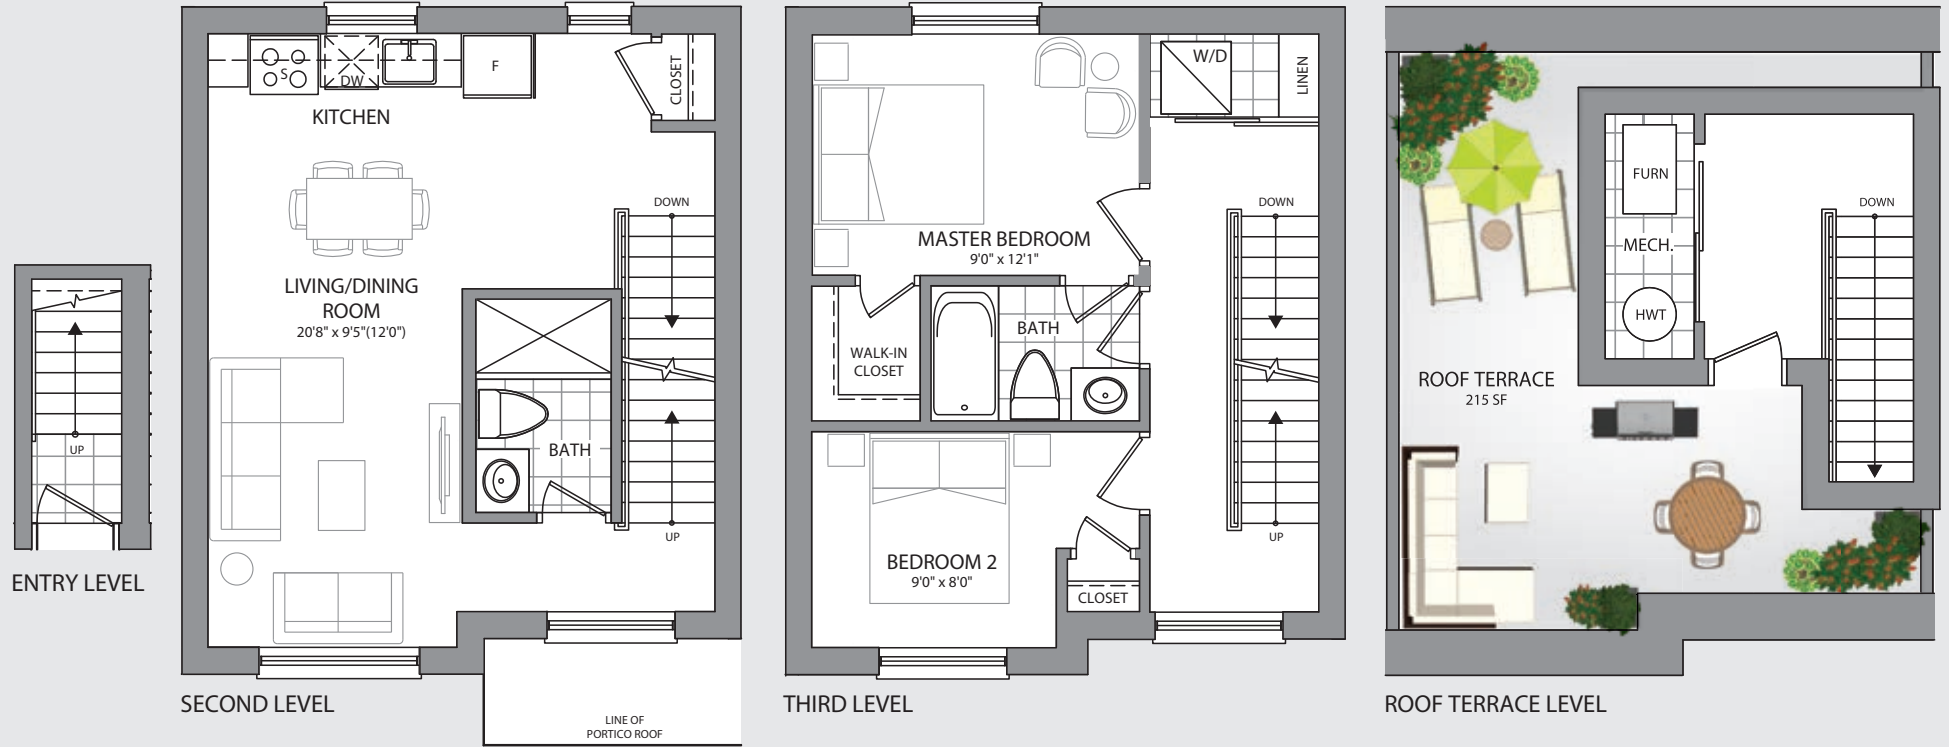 UP
ENTRY LEVEL
KITCHEN
S
DW
F
CLOSET
DOWN
LIVING/DINING
ROOM
20'8" x 9'5"(12'0")
BATH
UP
LINE OF
PORTICO ROOF
SECOND LEVEL
W/D
LINEN
MASTER BEDROOM
9'0" x 12'1"
DOWN
WALK-IN
CLOSET
BATH
BEDROOM 2
9'0" x 8'0"
CLOSET
UP
THIRD LEVEL
FURN
MECH.
HWT
DOWN
ROOF TERRACE
215 SF
ROOF TERRACE LEVEL